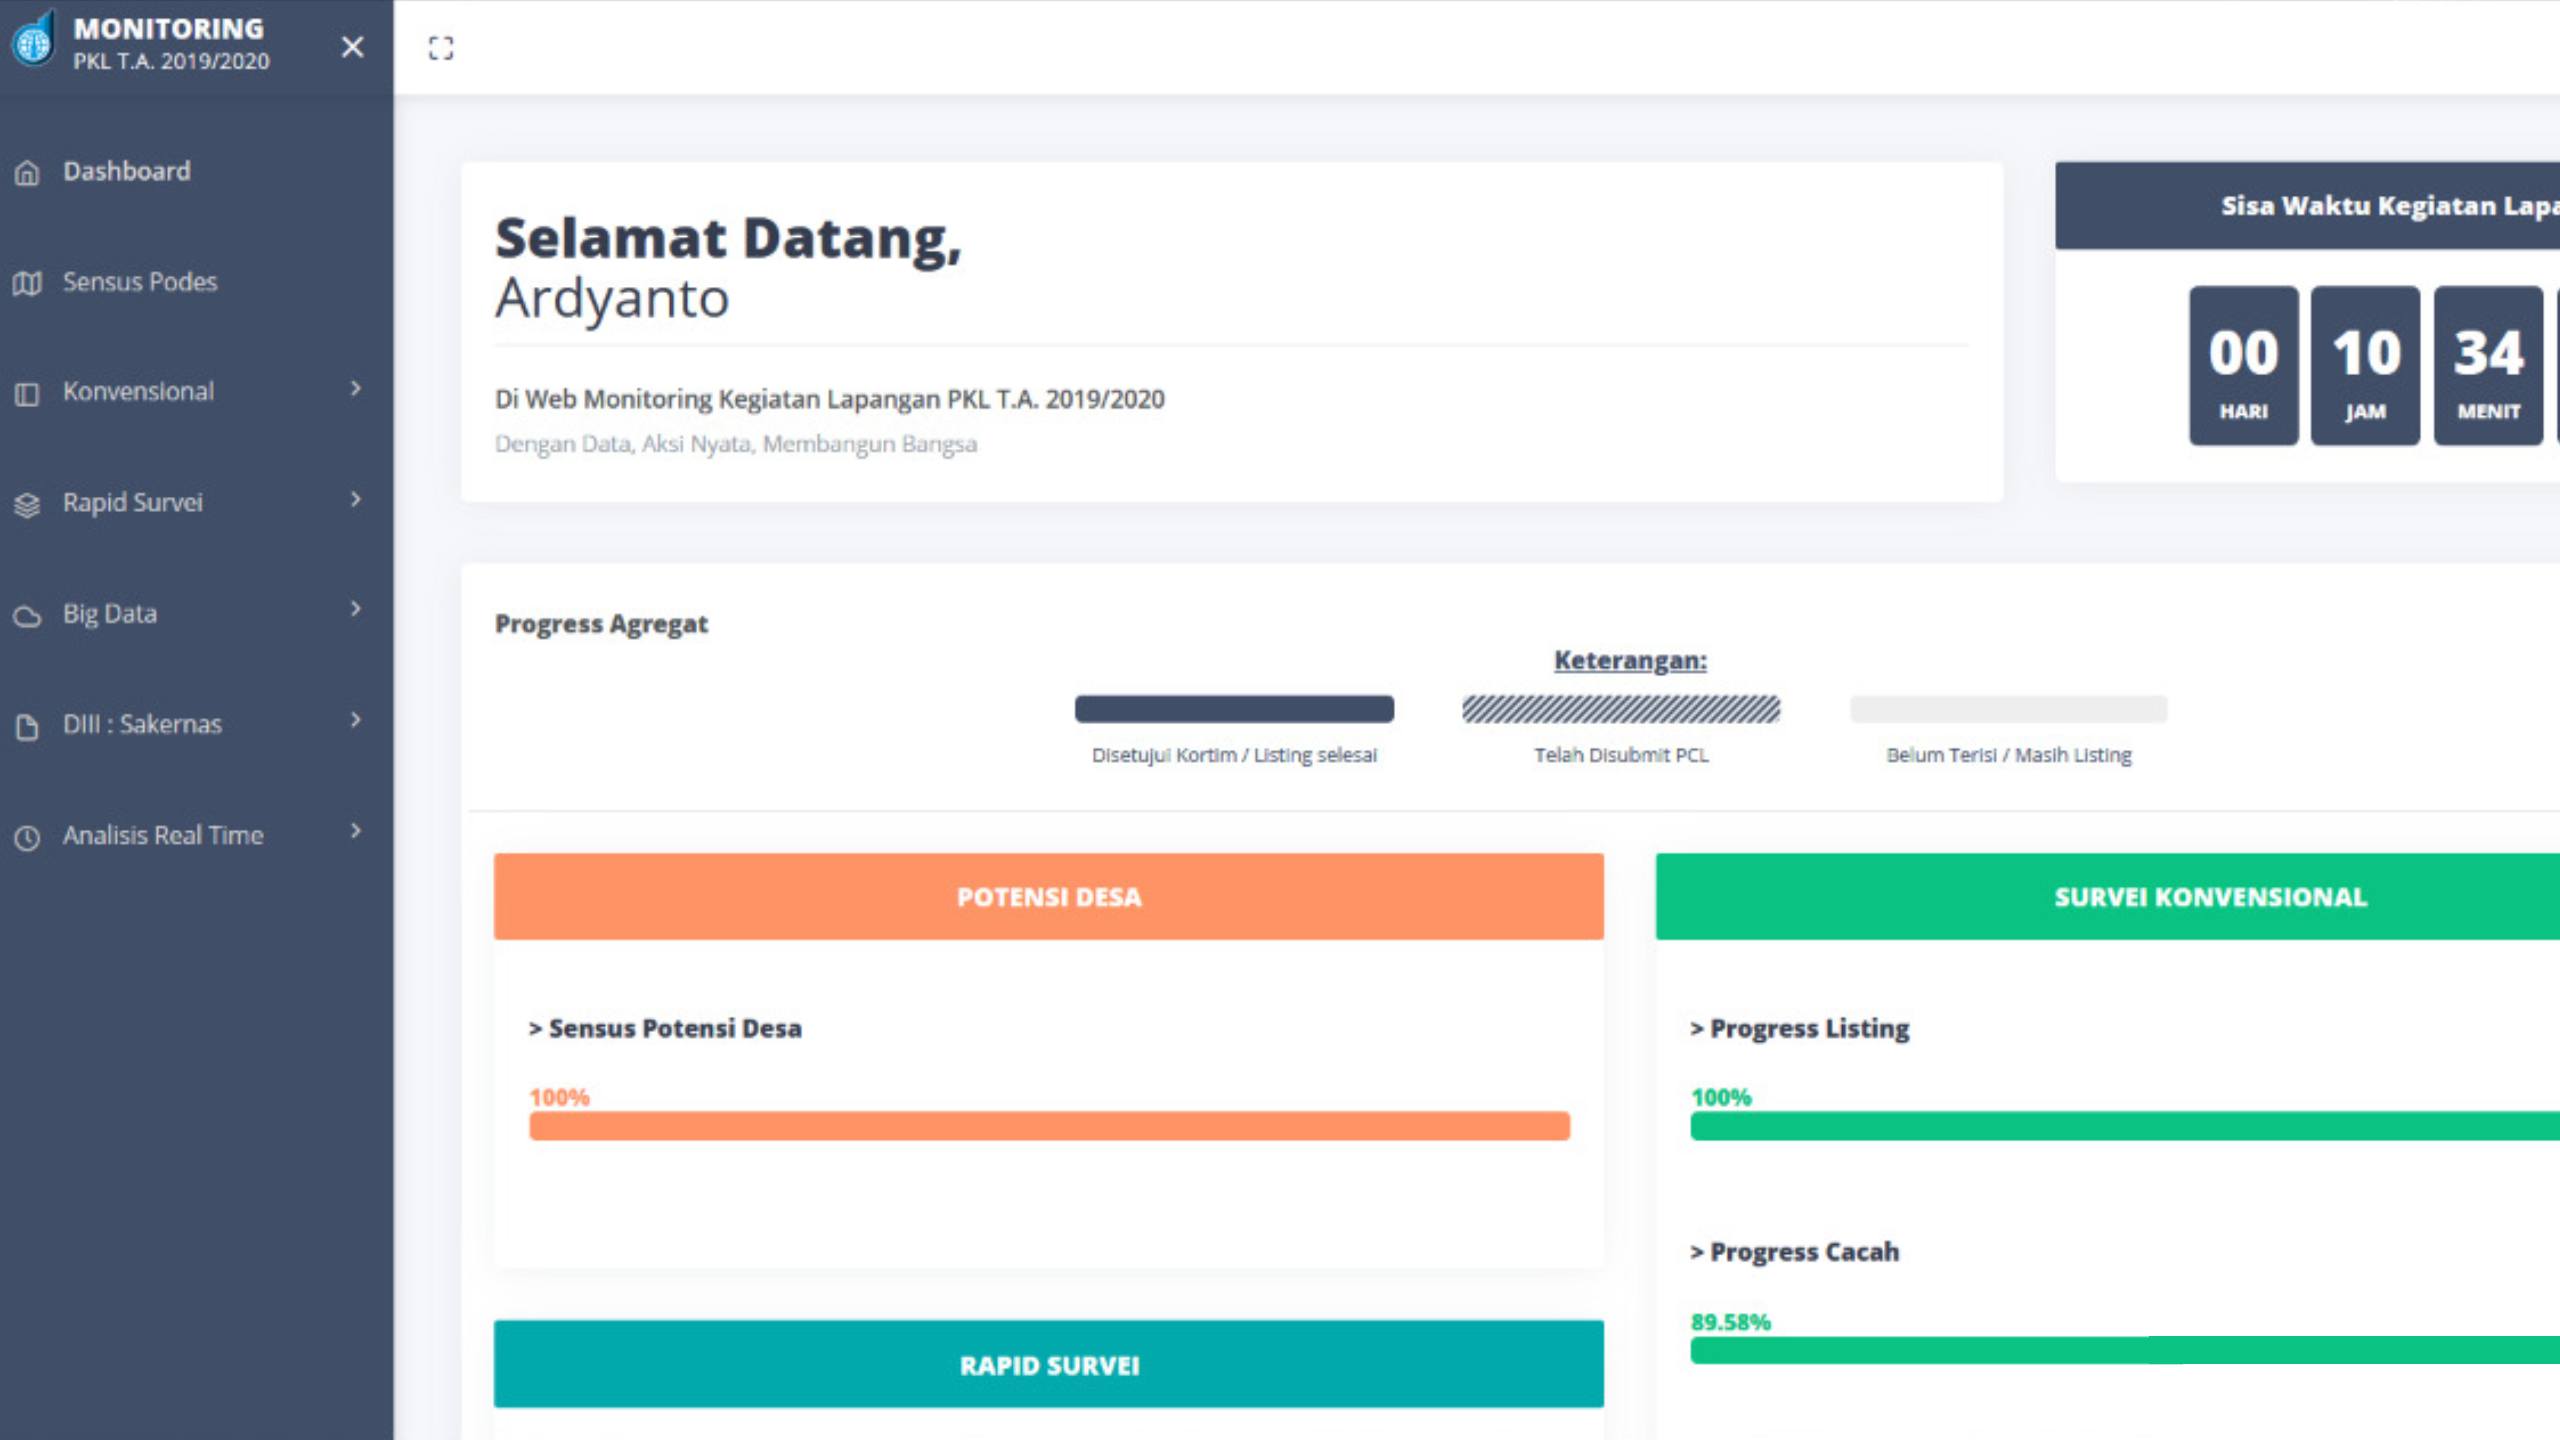 MONITORING
PKL T.A. 2019/2020
Dashboard
Sensus Podes
Konvensional
Rapid Survei
Big Data
DIII : Sakernas
Analisis Real Time
Selamat Datang,
Ardyanto
Di Web Monitoring Kegiatan Lapangan PKL T.A. 2019/2020
Dengan Data, Aksi Nyata, Membangun Bangsa
Sisa Waktu Kegiatan Lapa
00 10 34
HARI JAM MENIT
Progress Agregat
Keterangan:
Disetujui Kortim / Listing selesai
Telah Disubmit PCL
Belum Terisi / Masih Listing
POTENSI DESA
> Sensus Potensi Desa
100%
RAPID SURVEI
SURVEI KONVENSIONAL
> Progress Listing
100%
> Progress Cacah
89.58%